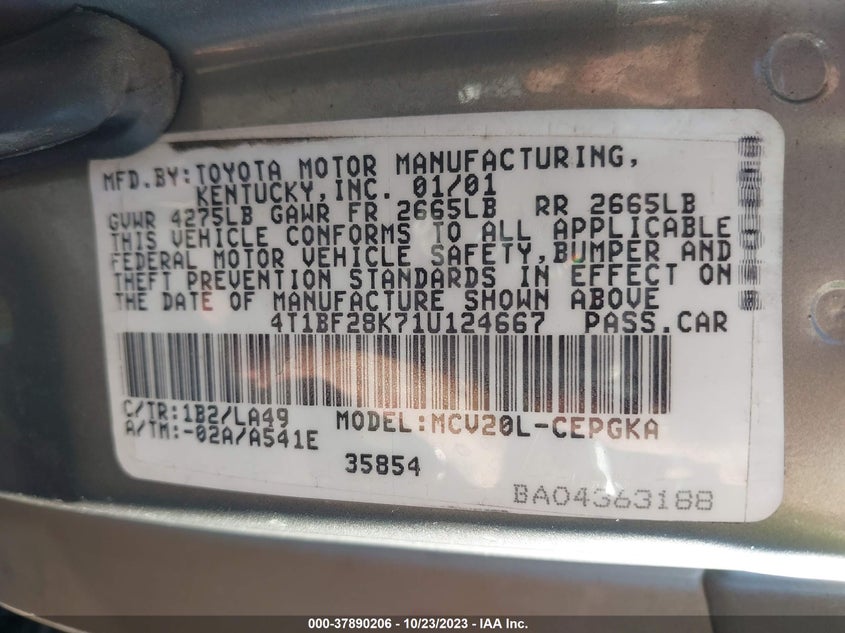 MFD.BY:TOYOTA MOTOR MANUFACTURING,
KENTUCKY,INC. 01/01
GVWR 4275LB GAWR FR 2665LB RR 2665LB
THIS VEHICLE CONFORMS TO ALL APPLICABLE
FEDERAL MOTOR VEHICLE SAFETY,BUMPER AND
THEFT PREVENTION STANDARDS IN EFFECT ON
THE DATE OF MANUFACTURE SHOWN ABOVE
4T1BF28K71U124667 PASS.CAR
C/TR:1B2/LA49 MODEL:MCV20L-CEPGKA
A/TM:-02A/A541E
35854
BA04363188
000-37890206 - 10/23/2023 - IAA Inc.